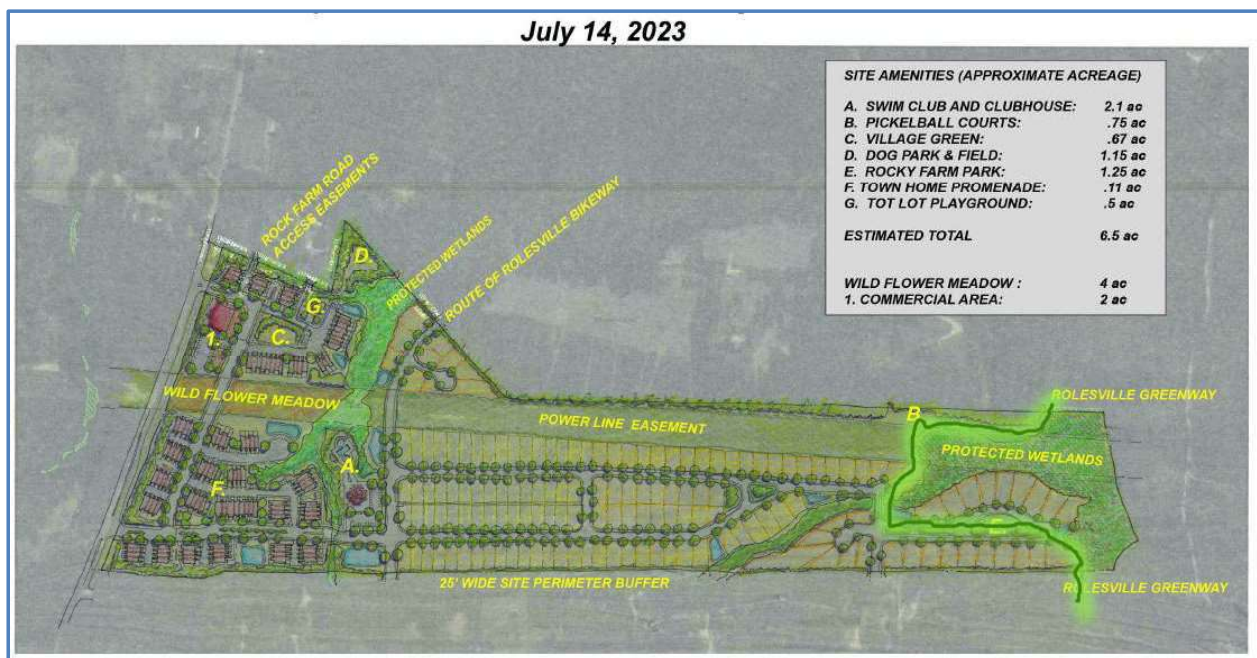 July 14, 2023
SITE AMENITIES (APPROXIMATE ACREAGE)
A. SWIM CLUB AND CLUBHOUSE: 2.1 ac
B. PICKELBALL COURTS: .75 ac
C. VILLAGE GREEN: .67 ac
D. DOG PARK & FIELD: 1.15 ac
E. ROCKY FARM PARK: 1.25 ac
F. TOWN HOME PROMENADE: .11 ac
G. TOT LOT PLAYGROUND: .5 ac
ESTIMATED TOTAL 6.5 ac
WILD FLOWER MEADOW : 4 ac
1. COMMERCIAL AREA: 2 ac
ROCK FARM ROAD
ACCESS EASEMENTS
D.
PROTECTED WETLANDS
ROUTE OF ROLESVILLE BIKEWAY
G.
1.
C.
WILD FLOWER MEADOW
POWER LINE EASEMENT
B
ROLESVILLE GREENWAY
PROTECTED WETLANDS
A.
F.
E
25' WIDE SITE PERIMETER BUFFER
ROLESVILLE GREENWAY